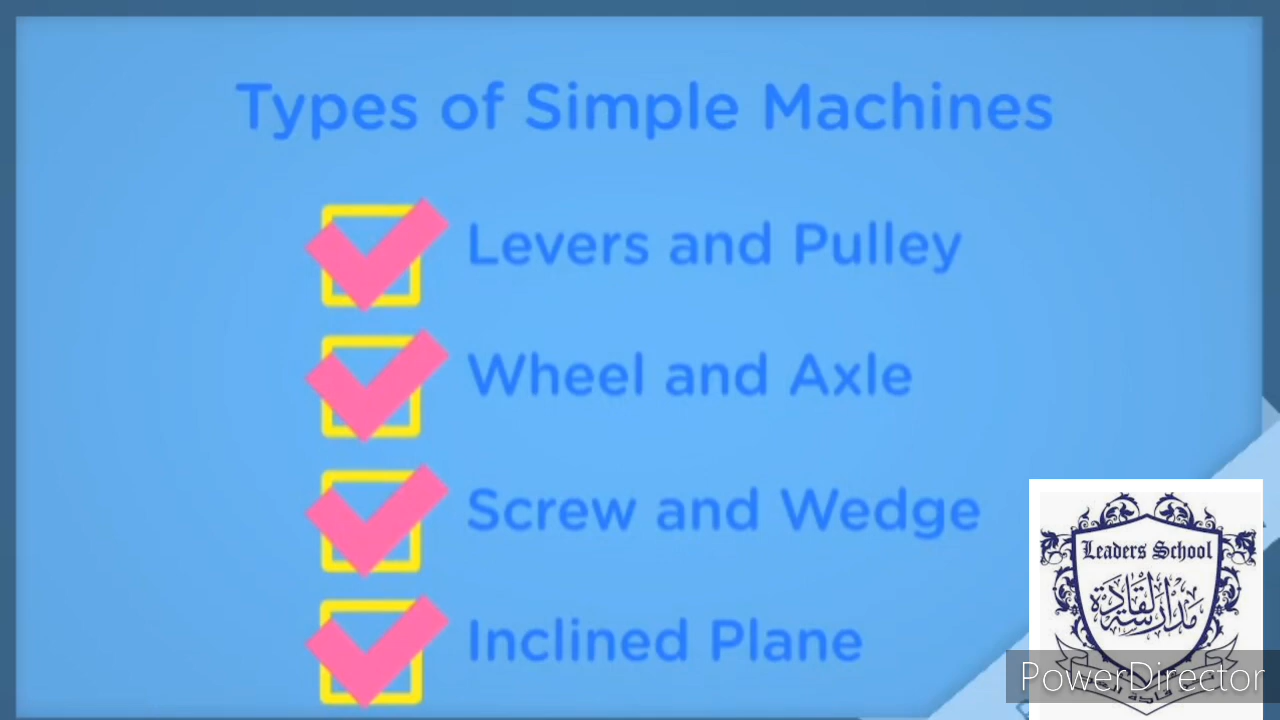 Types of Simple Machines
Levers and Pulley
Wheel and Axle
Screw and Wedge
Inclined Plane
Leaders School
مدارس القادة
PowerDirector